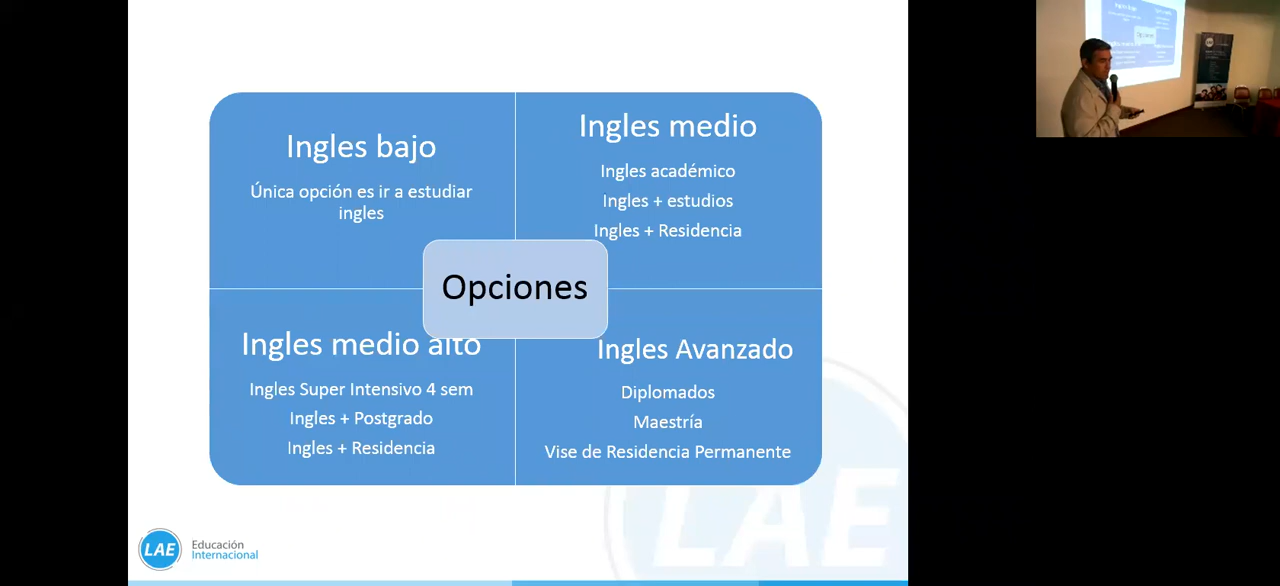 Ingles bajo
Única opción es ir a estudiar
ingles
Ingles medio
Ingles académico
Ingles + estudios
Ingles + Residencia
Opciones
Ingles medio alto
Ingles Super Intensivo 4 sem
Ingles + Postgrado
Ingles + Residencia
Ingles Avanzado
Diplomados
Maestría
Vise de Residencia Permanente
LAE
LAE Educación
Internacional
Opciones